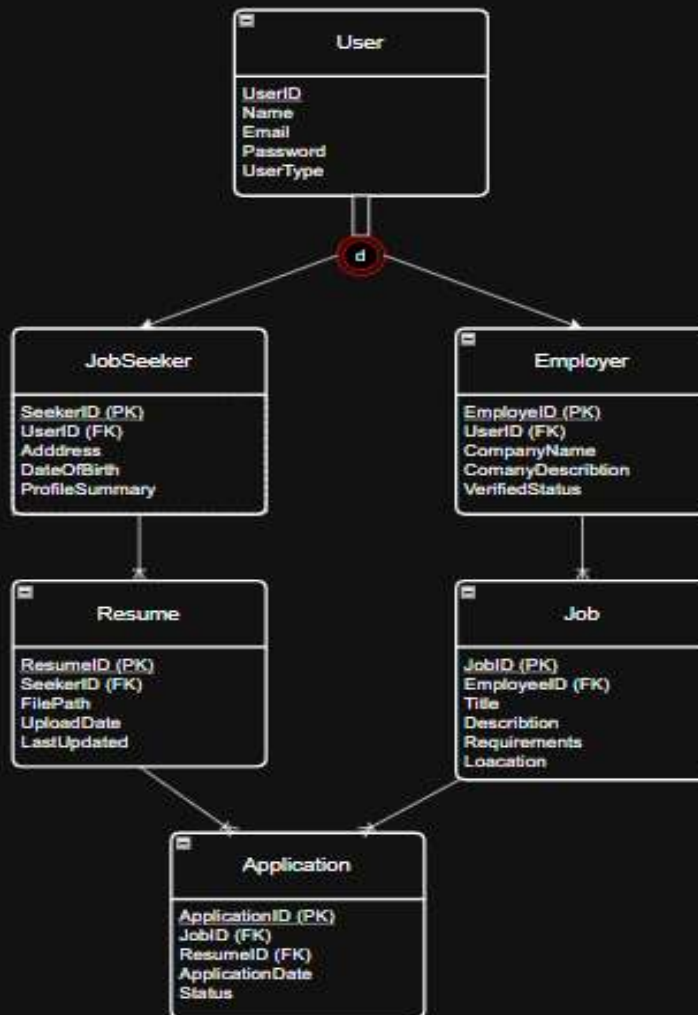 User
UserID
Name
Email
Password
UserType
d
JobSeeker
SeekerID (PK)
UserID (FK)
Adddress
DateOfBirth
ProfileSummary
Employer
EmployeID (PK)
UserID (FK)
CompanyName
ComanyDescribtion
VerifiedStatus
Resume
ResumeID (PK)
SeekerID (FK)
FilePath
UploadDate
LastUpdated
Job
JobID (PK)
EmployeeID (FK)
Title
Describtion
Requirements
Loacation
Application
ApplicationID (PK)
JobID (FK)
ResumeID (FK)
ApplicationDate
Status